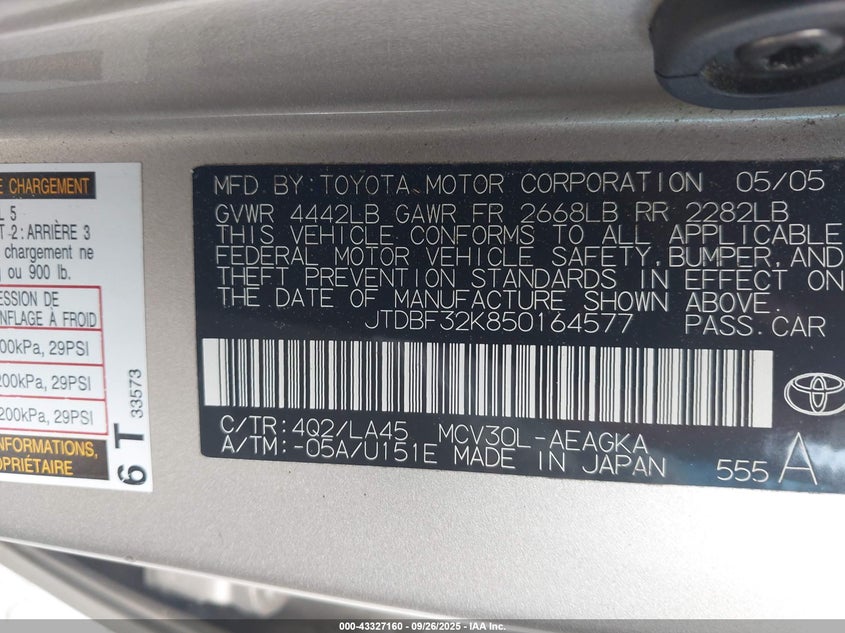 E CHARGEMENT
L 5
T 2: ARRIÈRE 3
chargement ne
g ou 900 lb.
ESSION DE
NFLAGE À FROID
00kPa, 29PSI
200kPa, 29PSI
200kPa, 29PSI
NFORMATIONS,
OPRIÉTAIRE
6 T 33573
MFD BY: TOYOTA MOTOR CORPORATION 05/05
GVWR 4442LB GAWR FR 2668LB RR 2282LB
THIS VEHICLE CONFORMS TO ALL APPLICABLE
FEDERAL MOTOR VEHICLE SAFETY, BUMPER, AND
THEFT PREVENTION STANDARDS IN EFFECT ON
THE DATE OF MANUFACTURE SHOWN ABOVE.
JTDBF32K850164577 PASS. CAR
C/TR: 4Q2/LA45 MCV30L-AEAGKA
A/TM: -05A/U151E MADE IN JAPAN 555 A
000-43327160 - 09/26/2025 - IAA Inc.